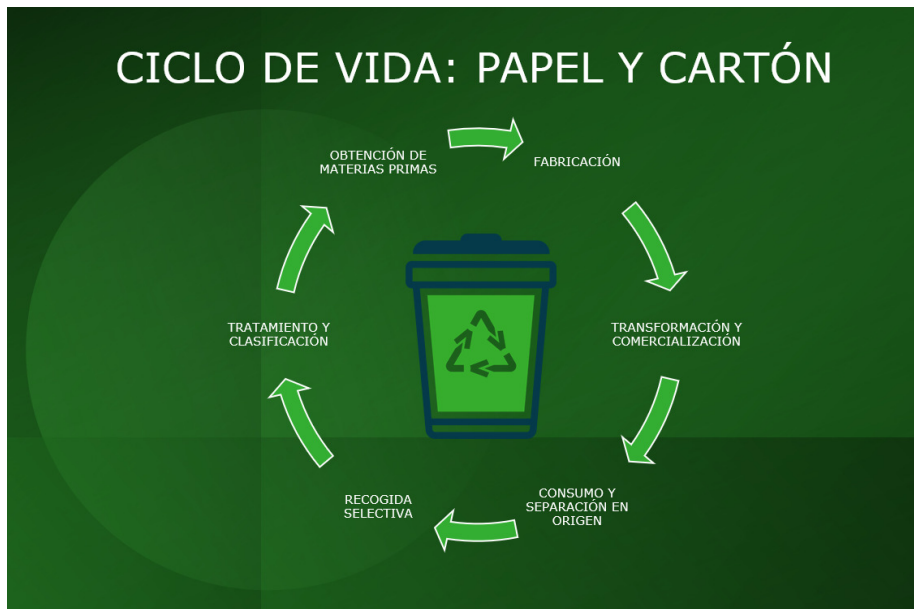 CICLO DE VIDA: PAPEL Y CARTÓN
OBTENCIÓN DE
MATERIAS PRIMAS
FABRICACIÓN
TRANSFORMACIÓN Y
COMERCIALIZACIÓN
CONSUMO Y
SEPARACIÓN EN
ORIGEN
RECOGIDA
SELECTIVA
TRATAMIENTO Y
CLASIFICACIÓN